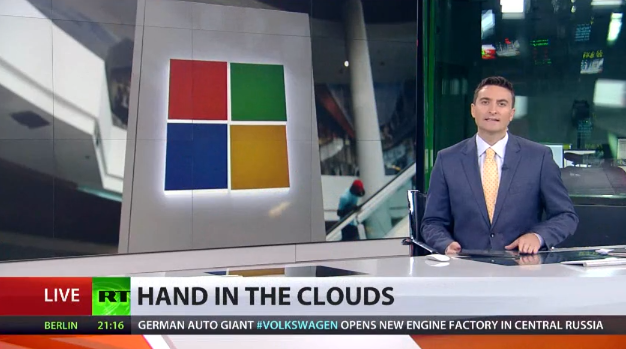 LIVE RT HAND IN THE CLOUDS
BERLIN 21:16 GERMAN AUTO GIANT #VOLKSWAGEN OPENS NEW ENGINE FACTORY IN CENTRAL RUSSIA